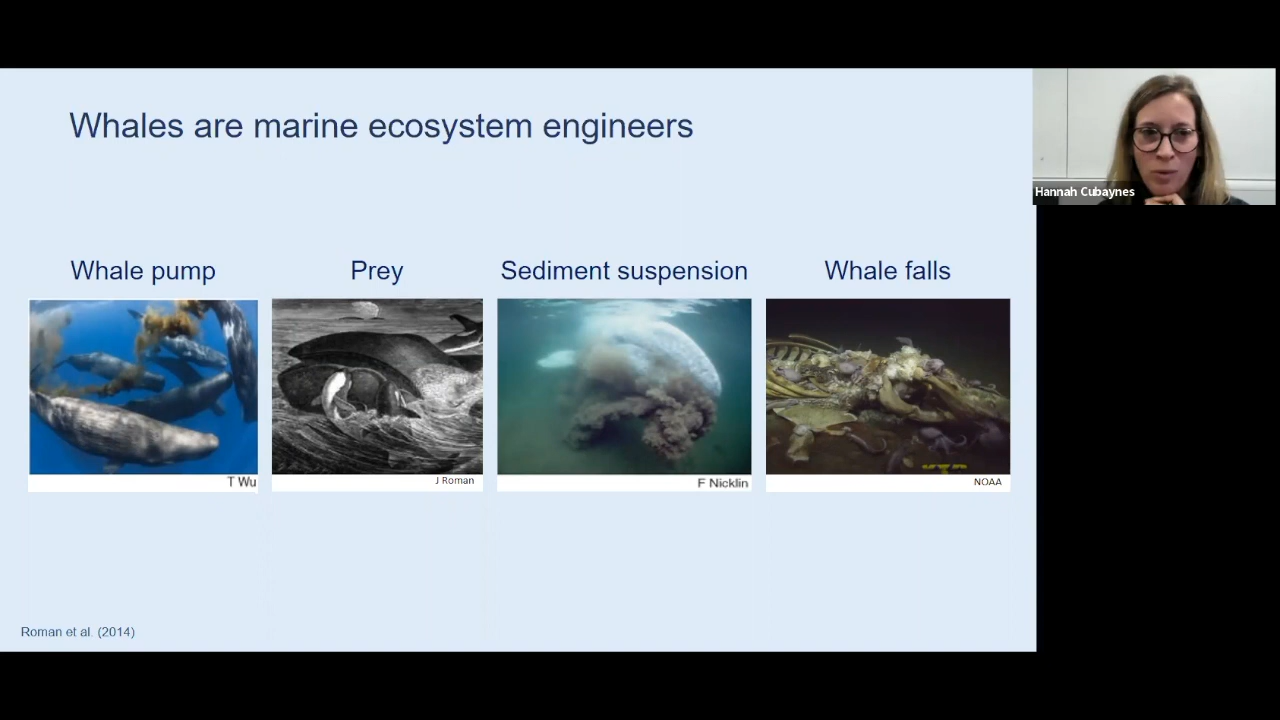 Whales are marine ecosystem engineers
Hannah Cubaynes
Whale pump
Prey
Sediment suspension
Whale falls
T Wu
J Roman
F Nicklin
NOAA
Roman et al. (2014)